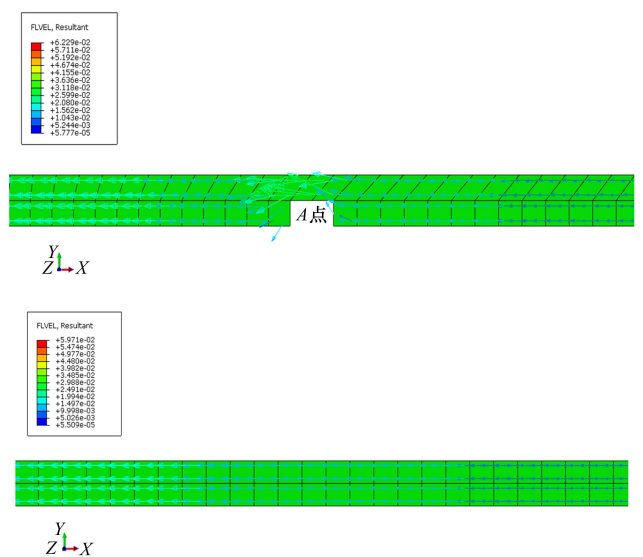 FLVEL, Resultant
+6.229e-02
+5.711e-02
+5.192e-02
+4.674e-02
+4.155e-02
+3.636e-02
+3.118e-02
+2.599e-02
+2.080e-02
+1.562e-02
+1.043e-02
+5.244e-03
+5.777e-05
A点
Y
Z X
FLVEL, Resultant
+5.971e-02
+5.474e-02
+4.977e-02
+4.480e-02
+3.982e-02
+3.485e-02
+2.988e-02
+2.491e-02
+1.994e-02
+1.497e-02
+9.998e-03
+5.026e-03
+5.509e-05
Y
Z X